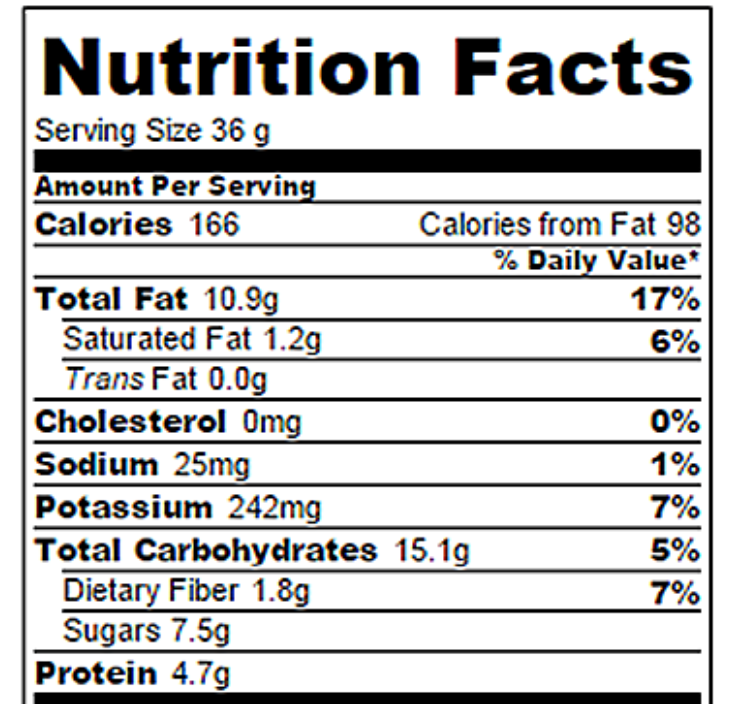 Nutrition Facts
Serving Size 36 g
Amount Per Serving
Calories 166 Calories from Fat 98
% Daily Value*
Total Fat 10.9g 17%
Saturated Fat 1.2g 6%
Trans Fat 0.0g
Cholesterol 0mg 0%
Sodium 25mg 1%
Potassium 242mg 7%
Total Carbohydrates 15.1g 5%
Dietary Fiber 1.8g 7%
Sugars 7.5g
Protein 4.7g